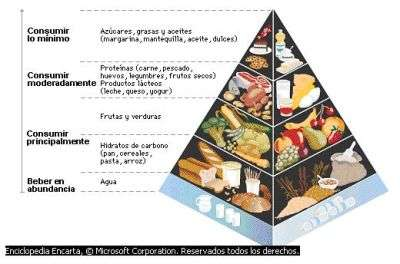 Consumir
lo mínimo
Azúcares, grasas y aceites
(margarina, mantequilla, aceite, dulces)
Consumir
moderadamente
Proteínas (carne, pescado,
huevos, legumbres, frutos secos)
Productos lácteos
(leche, queso, yogur)
Consumir
principalmente
Frutas y verduras
Hidratos de carbono
(pan, cereales,
pasta, arroz)
Beber en
abundancia
Agua
Enciclopedia Encarta, © Microsoft Corporation. Reservados todos los derechos.